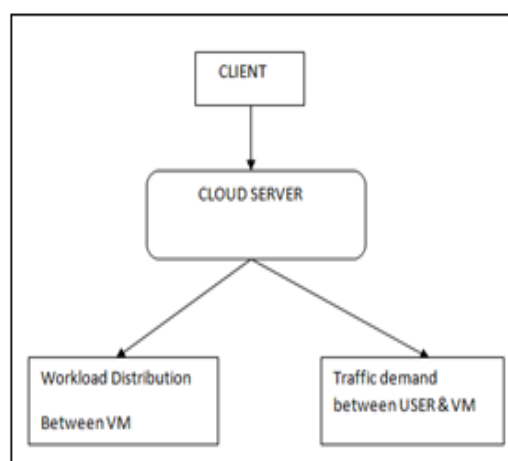 CLIENT
CLOUD SERVER
Workload Distribution
Between VM
Traffic demand
between USER & VM